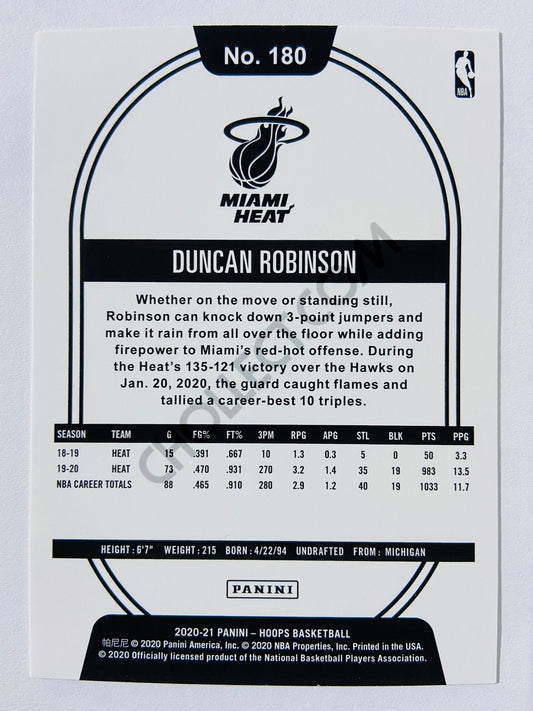 No. 180
NBA
MIAMI
HEAT
DUNCAN ROBINSON
Whether on the move or standing still,
Robinson can knock down 3-point jumpers and
make it rain from all over the floor while adding
firepower to Miami's red-hot offense. During
the Heat's 135-121 victory over the Hawks on
Jan. 20, 2020, the guard caught flames and
tallied a career-best 10 triples.
SEASON TEAM G FG% FT% 3PM RPG APG STL BLK PTS PPG
18-19 HEAT 15 .391 .667 10 1.3 0.3 5 0 50 3.3
19-20 HEAT 73 .470 .931 270 3.2 1.4 35 19 983 13.5
NBA CAREER TOTALS 88 .465 .910 280 2.9 1.2 40 19 1033 11.7
HEIGHT: 6'7" WEIGHT: 215 BORN: 4/22/94 UNDRAFTED FROM: MICHIGAN
PANINI
2020-21 PANINI – HOOPS BASKETBALL
帕尼尼 © 2020 Panini America, Inc. © 2020 NBA Properties, Inc. Printed in the USA.
© 2020 Officially licensed product of the National Basketball Players Association.
CHOLLECT.COM